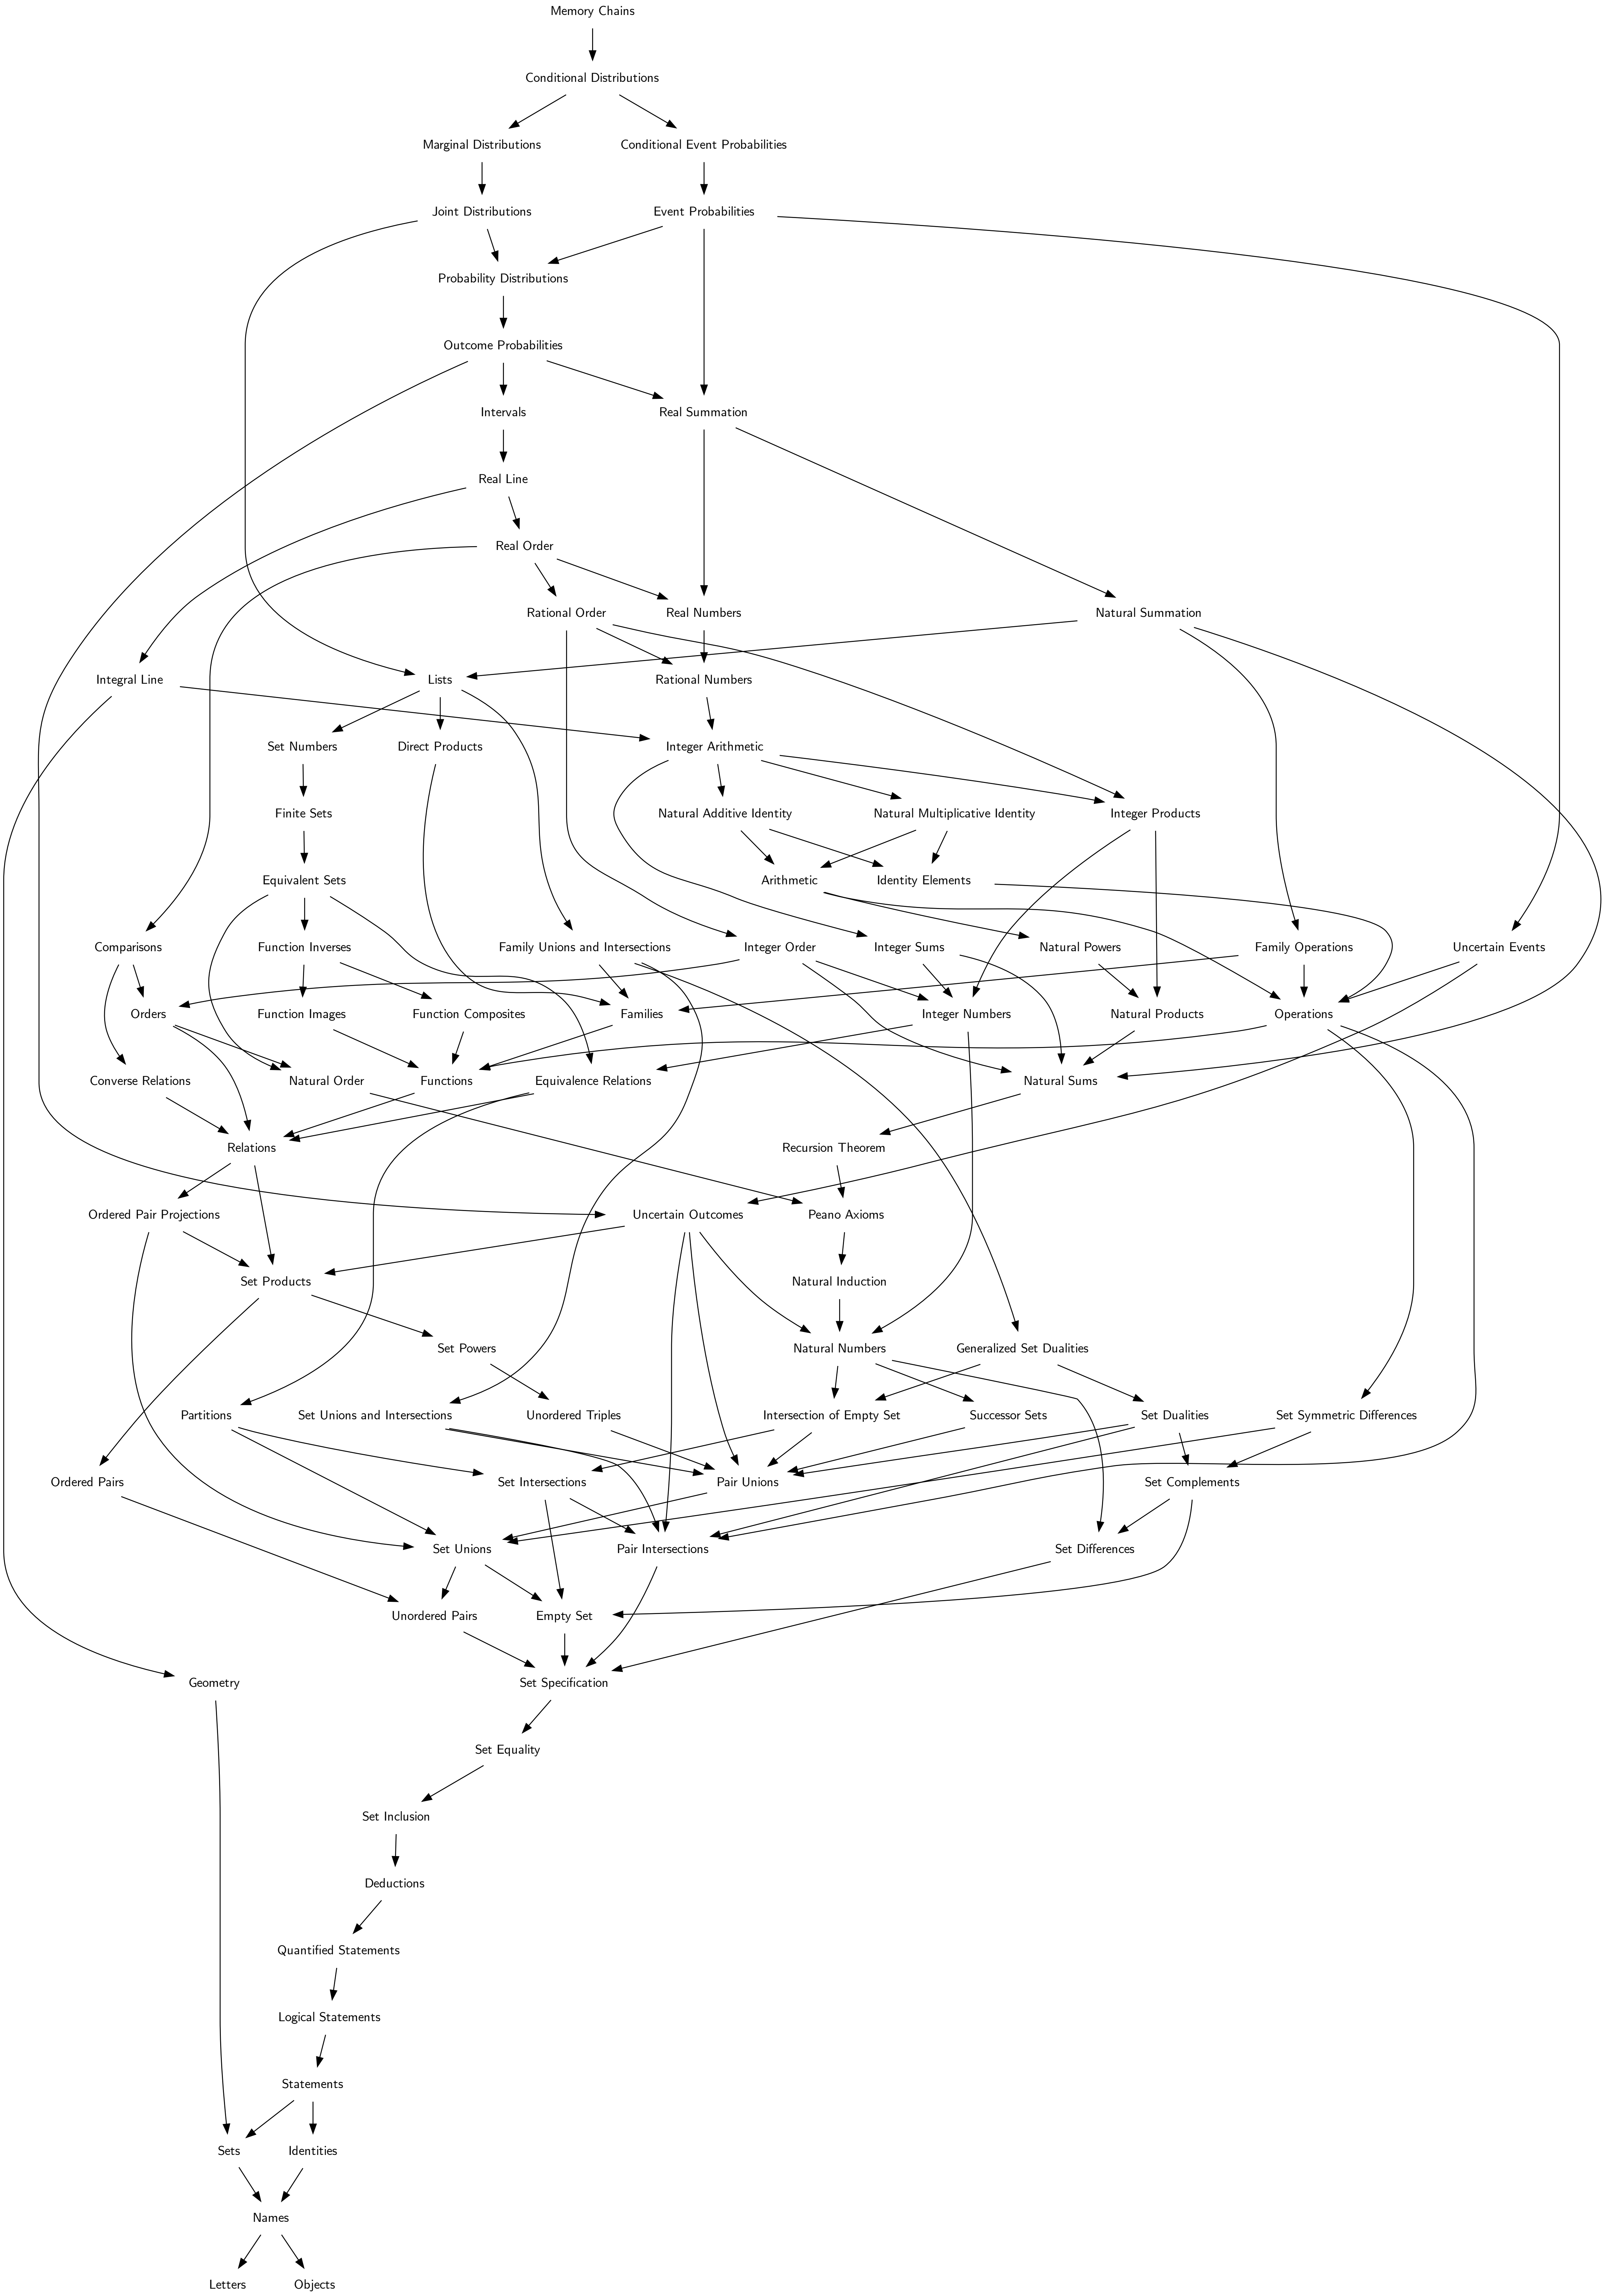 Memory Chains
Conditional Distributions
Marginal Distributions
Conditional Event Probabilities
Joint Distributions
Event Probabilities
Probability Distributions
Outcome Probabilities
Intervals
Real Summation
Real Line
Real Order
Rational Order
Real Numbers
Natural Summation
Integral Line
Lists
Rational Numbers
Set Numbers
Direct Products
Integer Arithmetic
Finite Sets
Natural Additive Identity
Natural Multiplicative Identity
Integer Products
Equivalent Sets
Arithmetic
Identity Elements
Comparisons
Function Inverses
Family Unions and Intersections
Integer Order
Integer Sums
Natural Powers
Family Operations
Uncertain Events
Orders
Function Images
Function Composites
Families
Integer Numbers
Natural Products
Operations
Converse Relations
Natural Order
Functions
Equivalence Relations
Natural Sums
Relations
Recursion Theorem
Ordered Pair Projections
Uncertain Outcomes
Peano Axioms
Set Products
Natural Induction
Set Powers
Natural Numbers
Generalized Set Dualities
Partitions
Set Unions and Intersections
Unordered Triples
Intersection of Empty Set
Successor Sets
Set Dualities
Set Symmetric Differences
Ordered Pairs
Set Intersections
Pair Unions
Set Complements
Set Unions
Pair Intersections
Set Differences
Unordered Pairs
Empty Set
Geometry
Set Specification
Set Equality
Set Inclusion
Deductions
Quantified Statements
Logical Statements
Statements
Sets
Identities
Names
Letters
Objects